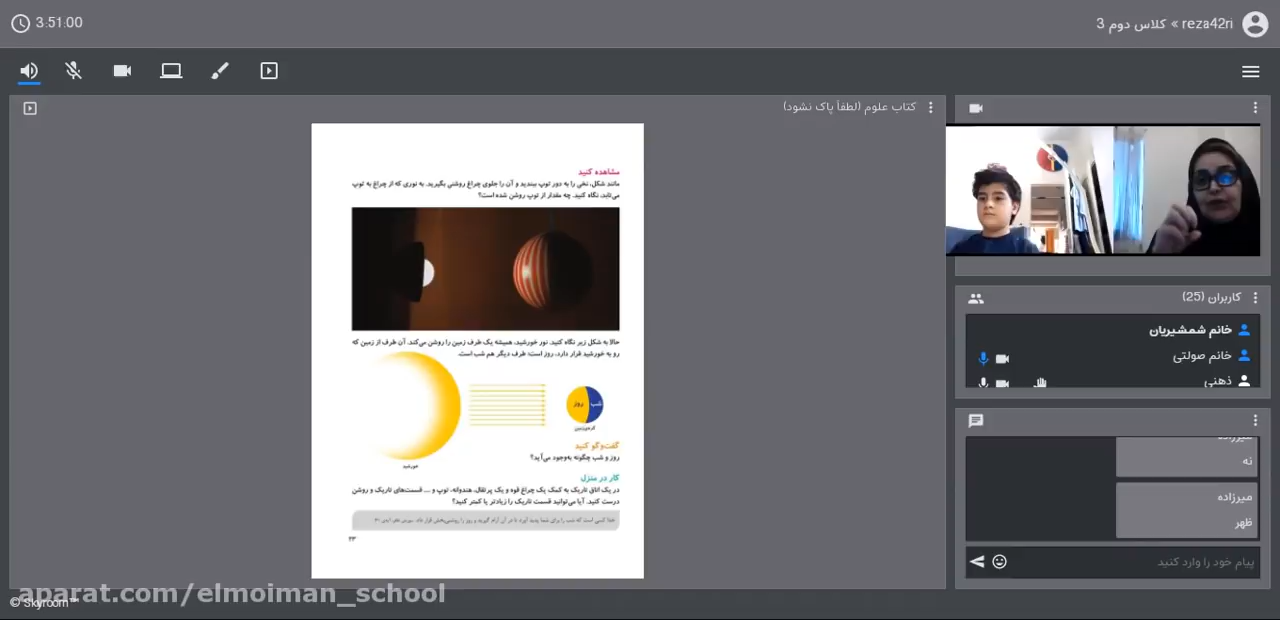 3:51:00
reza42ri » کلاس دوم 3
کتاب علوم (لطفاً پاک نشود)
مشاهده کنید
مانند شکل، نخی را به دور توپ ببندید و آن را جلوی چراغ روشنی بگیرید. به نوری که از چراغ به توپ
می‌تابد، نگاه کنید. چه مقدار از توپ روشن شده است؟
حالا به شکل زیر نگاه کنید. نور خورشید، همیشه یک طرف زمین را روشن می‌کند. آن طرف از زمین که
رو به خورشید قرار دارد، روز است؛ طرف دیگر هم شب است.
روز
شب
کره‌ی‌زمین
خورشید
گفت‌وگو کنید
روز و شب چگونه به‌وجود می‌آید؟
کار در منزل
در یک اتاق تاریک به کمک یک چراغ قوه و یک پرتقال، هندوانه، توپ و ... قسمت‌های تاریک و روشن
درست کنید. آیا می‌توانید قسمت تاریک را زیادتر یا کمتر کنید؟
۴۳
کاربران (25)
خانم شمشیریان
خانم صولتی
ذهنی
میرزاده
نه
میرزاده
ظهر
پیام خود را وارد کنید
aparat.com/elmoiman_school
© Skyroom™